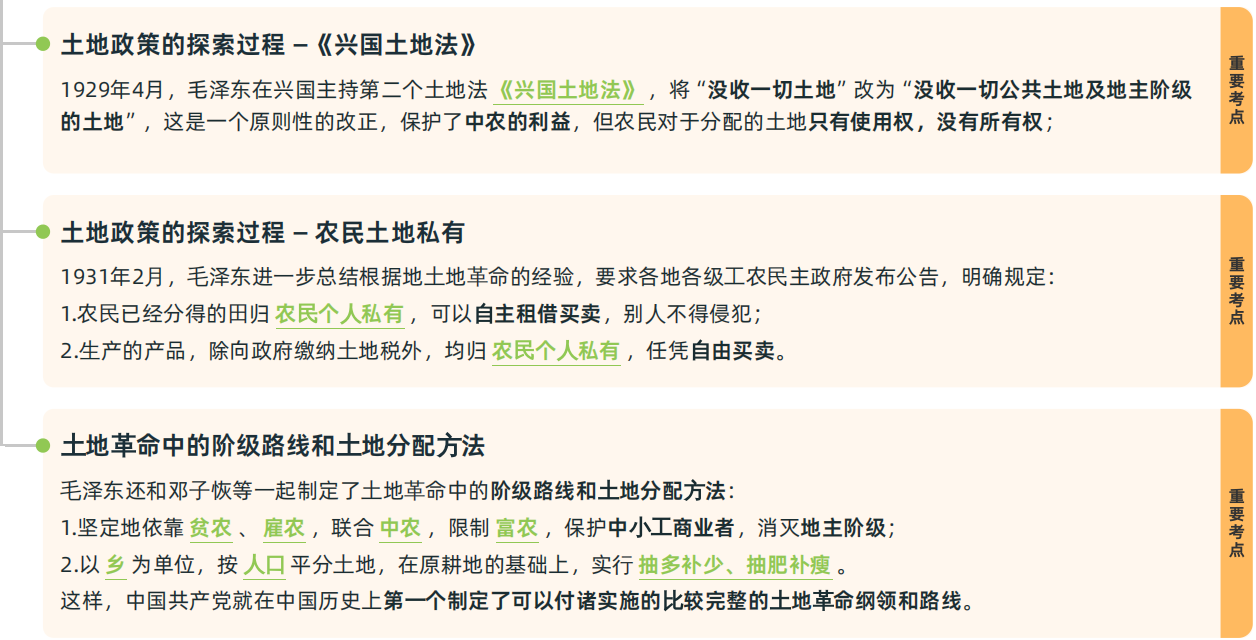 土地政策的探索过程 –《兴国土地法》
1929年4月，毛泽东在兴国主持第二个土地法《兴国土地法》，将“没收一切土地”改为“没收一切公共土地及地主阶级
的土地”，这是一个原则性的改正，保护了中农的利益，但农民对于分配的土地只有使用权，没有所有权；
重要考点
土地政策的探索过程 – 农民土地私有
1931年2月，毛泽东进一步总结根据地土地革命的经验，要求各地各级工农民主政府发布公告，明确规定：
1.农民已经分得的田归 农民个人私有，可以自主租借买卖，别人不得侵犯；
2.生产的产品，除向政府缴纳土地税外，均归 农民个人私有，任凭自由买卖。
重要考点
土地革命中的阶级路线和土地分配方法
毛泽东还和邓子恢等一起制定了土地革命中的阶级路线和土地分配方法：
1.坚定地依靠 贫农、雇农，联合 中农，限制 富农，保护中小工商业者，消灭地主阶级；
2.以 乡 为单位，按 人口 平分土地，在原耕地的基础上，实行 抽多补少、抽肥补瘦。
这样，中国共产党就在中国历史上第一个制定了可以付诸实施的比较完整的土地革命纲领和路线。
重要考点